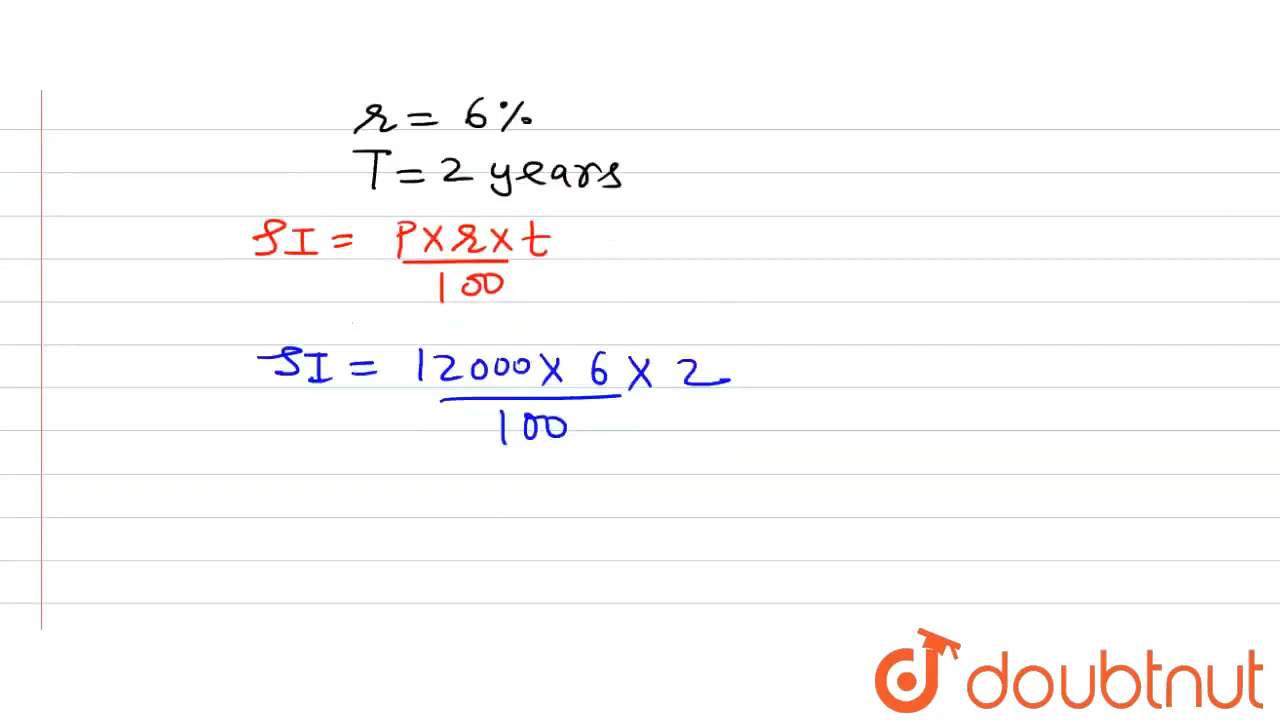 r = 6%
T = 2 years
SI = P×r×t
100
SI = 12000× 6 × 2
100
doubtnut